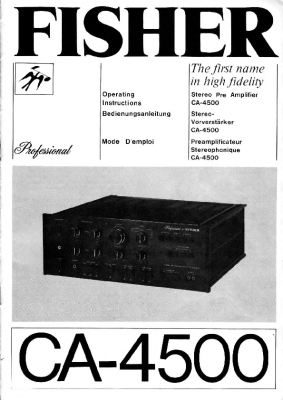 FISHER
The first name
in high fidelity
Operating
Instructions
Stereo Pre Amplifier
CA-4500
Bedienungsanleitung
Stereo-
Vorverstärker
CA-4500
Mode D'emploi
Preamplificateur
Stereophonique
CA-4500
Professional
CA-4500